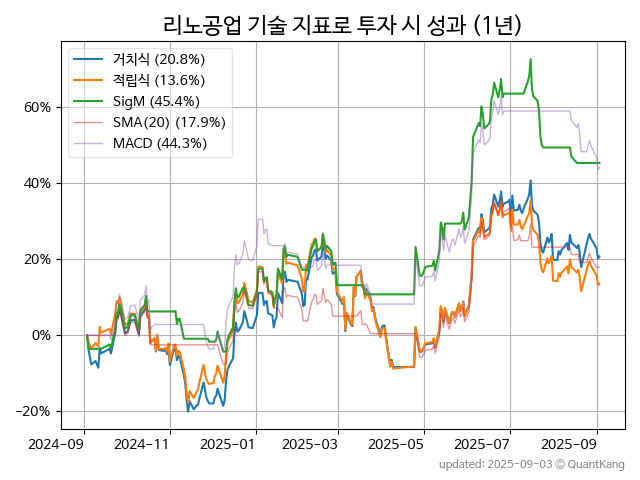 리노공업 기술 지표로 투자 시 성과 (1년)
거치식 (20.8%)
적립식 (13.6%)
SigM (45.4%)
SMA(20) (17.9%)
MACD (44.3%)
60%
40%
20%
0%
−20%
2024-09 2024-11 2025-01 2025-03 2025-05 2025-07 2025-09
updated: 2025-09-03 © QuantKang